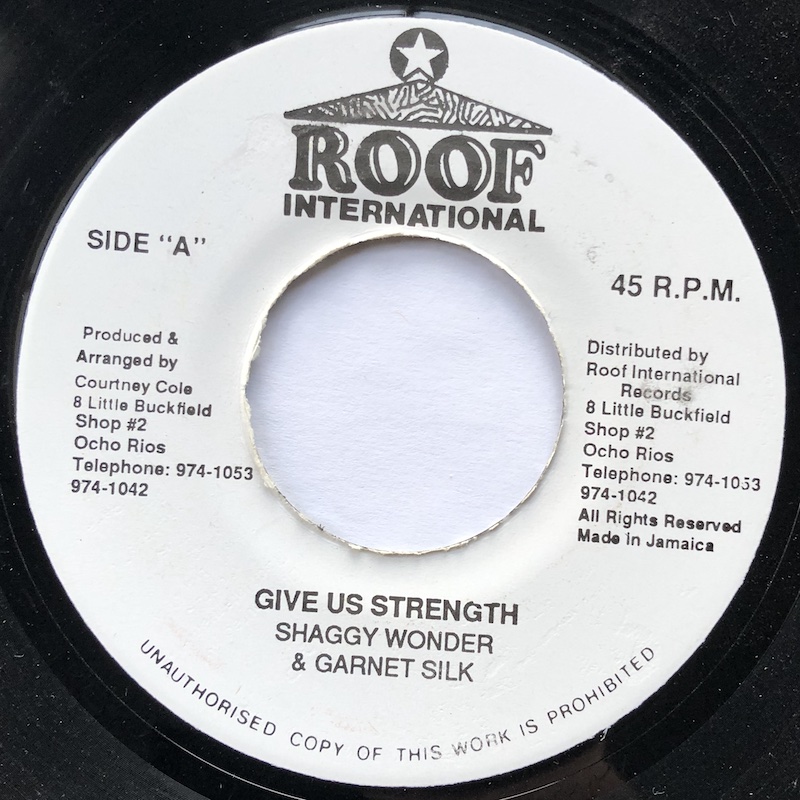 ROOF
INTERNATIONAL
SIDE "A"
45 R.P.M.
Produced &
Arranged by
Courtney Cole
8 Little Buckfield
Shop #2
Ocho Rios
Telephone: 974-1053
974-1042
Distributed by
Roof International
Records
8 Little Buckfield
Shop #2
Ocho Rios
Telephone: 974-1053
974-1042
All Rights Reserved
Made in Jamaica
GIVE US STRENGTH
SHAGGY WONDER
& GARNET SILK
UNAUTHORISED COPY OF THIS WORK IS PROHIBITED